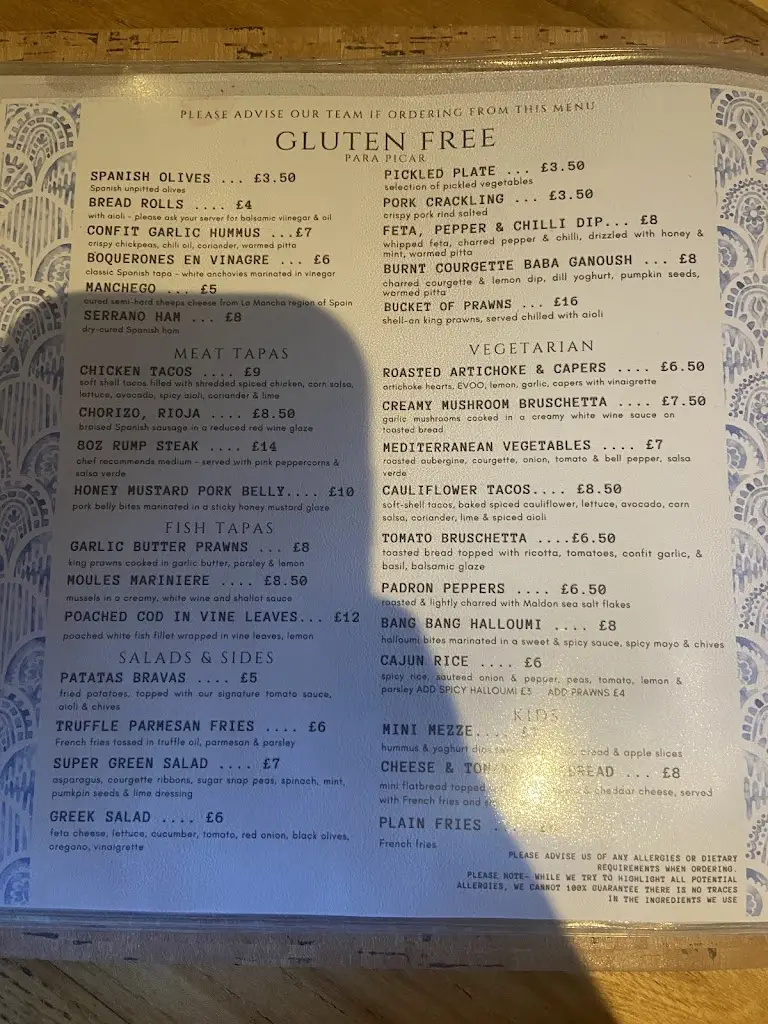 PLEASE ADVISE OUR TEAM IF ORDERING FROM THIS MENU
GLUTEN FREE
PARA PICAR
SPANISH OLIVES ... £3.50
Spanish unpitted olives
BREAD ROLLS .... £4
with aioli - please ask your server for balsamic viinegar & oil
CONFIT GARLIC HUMMUS ...£7
crispy chickpeas, chili oil, coriander, warmed pitta
BOQUERONES EN VINAGRE ... £6
classic Spanish tapa - white anchovies marinated in vinegar
MANCHEGO ... £5
cured semi-hard sheeps cheese from La Mancha region of Spain
SERRANO HAM ... £8
dry-cured Spanish ham
MEAT TAPAS
CHICKEN TACOS .... £9
soft shell tacos filled with shredded spiced chicken, corn salsa,
lettuce, avocado, spicy aioli, coriander & lime
CHORIZO, RIOJA .... £8.50
braised Spanish sausage in a reduced red wine glaze
8OZ RUMP STEAK .... £14
chef recommends medium - served with pink peppercorns &
salsa verde
HONEY MUSTARD PORK BELLY.... £10
pork belly bites marinated in a sticky honey mustard glaze
FISH TAPAS
GARLIC BUTTER PRAWNS ... £8
king prawns cooked in garlic butter, parsley & lemon
MOULES MARINIERE .... £8.50
mussels in a creamy, white wine and shallot sauce
POACHED COD IN VINE LEAVES... £12
poached white fish fillet wrapped in vine leaves, lemon
SALADS & SIDES
PATATAS BRAVAS .... £5
fried potatoes, topped with our signature tomato sauce,
aioli & chives
TRUFFLE PARMESAN FRIES .... £6
French fries tossed in truffle oil, parmesan & parsley
SUPER GREEN SALAD .... £7
asparagus, courgette ribbons, sugar snap peas, spinach, mint,
pumpkin seeds & lime dressing
GREEK SALAD .... £6
feta cheese, lettuce, cucumber, tomato, red onion, black olives,
oregano, vinaigrette
PICKLED PLATE ... £3.50
selection of pickled vegetables
PORK CRACKLING ... £3.50
crispy pork rind salted
FETA, PEPPER & CHILLI DIP... £8
whipped feta, charred pepper & chilli, drizzled with honey &
mint, warmed pitta
BURNT COURGETTE BABA GANOUSH ... £8
charred courgette & lemon dip, dill yoghurt, pumpkin seeds,
warmed pitta
BUCKET OF PRAWNS ... £16
shell-on king prawns, served chilled with aioli
VEGETARIAN
ROASTED ARTICHOKE & CAPERS .... £6.50
artichoke hearts, EVOO, lemon, garlic, capers with vinaigrette
CREAMY MUSHROOM BRUSCHETTA .... £7.50
garlic mushrooms cooked in a creamy white wine sauce on
toasted bread
MEDITERRANEAN VEGETABLES .... £7
roasted aubergine, courgette, onion, tomato & bell pepper, salsa
verde
CAULIFLOWER TACOS.... £8.50
soft-shell tacos, baked spiced cauliflower, lettuce, avocado, corn
salsa, coriander, lime & spiced aioli
TOMATO BRUSCHETTA ....£6.50
toasted bread topped with ricotta, tomatoes, confit garlic, &
basil, balsamic glaze
PADRON PEPPERS .... £6.50
roasted & lightly charred with Maldon sea salt flakes
BANG BANG HALLOUMI .... £8
halloumi bites marinated in a sweet & spicy sauce, spicy mayo & chives
CAJUN RICE .... £6
spicy rice, sauteed onion & pepper, peas, tomato, lemon &
parsley ADD SPICY HALLOUMI £3 ADD PRAWNS £4
KIDS
MINI MEZZE....
hummus & yoghurt dips bread & apple slices
CHEESE & ... £8
mini flatbread topped & cheddar cheese, served
with French fries and
PLAIN FRIES ...
French fries
PLEASE ADVISE US OF ANY ALLERGIES OR DIETARY
REQUIREMENTS WHEN ORDERING.
PLEASE NOTE- WHILE WE TRY TO HIGHLIGHT ALL POTENTIAL
ALLERGIES, WE CANNOT 100% GUARANTEE THERE IS NO TRACES
IN THE INGREDIENTS WE USE